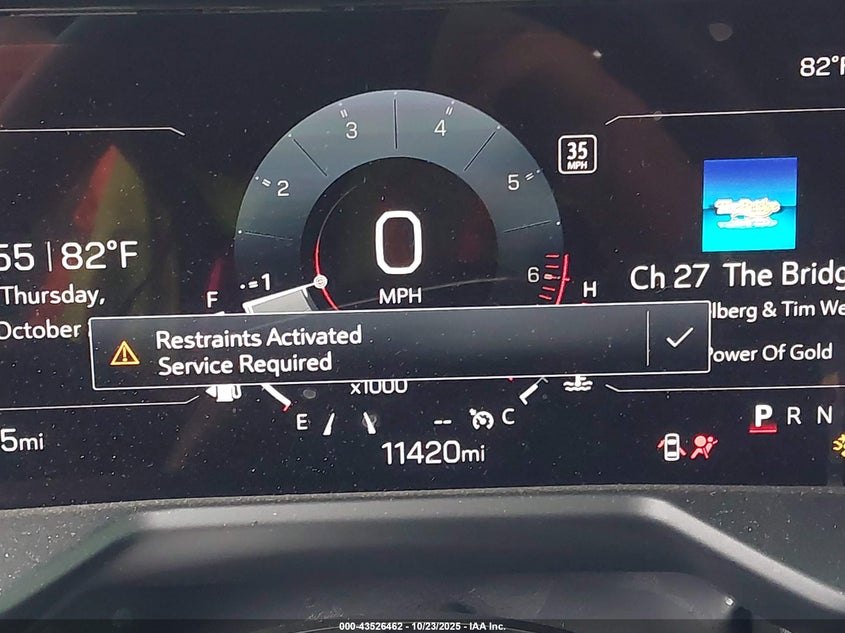 82°F
3 4
35
MPH
2 5
0
MPH
55 | 82°F
Thursday,
October
F 1 6 H
Ch 27 The Bridg
lberg & Tim We
Power Of Gold
Restraints Activated
Service Required
x1000
E -- C
5mi
11420mi
P R N
000-43526462 - 10/23/2025 - IAA Inc.